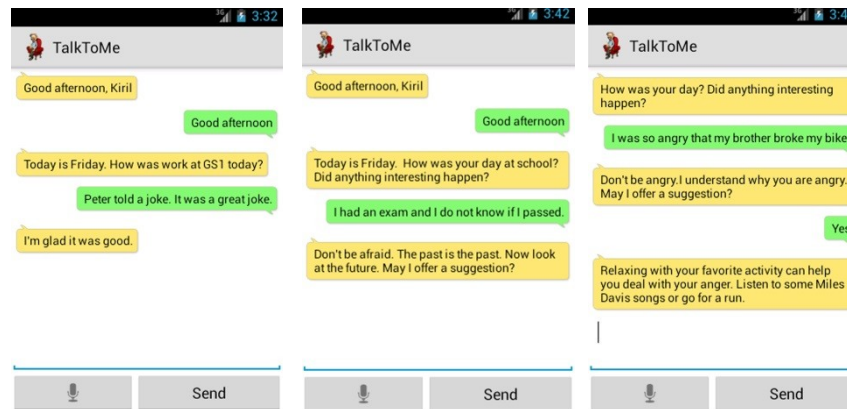 3G 3:32
TalkToMe
Good afternoon, Kiril
Good afternoon
Today is Friday. How was work at GS1 today?
Peter told a joke. It was a great joke.
I'm glad it was good.
Send
3G 3:42
TalkToMe
Good afternoon, Kiril
Good afternoon
Today is Friday. How was your day at school?
Did anything interesting happen?
I had an exam and I do not know if I passed.
Don't be afraid. The past is the past. Now look
at the future. May I offer a suggestion?
Send
3G 3:4
TalkToMe
How was your day? Did anything interesting
happen?
I was so angry that my brother broke my bike
Don't be angry.I understand why you are angry.
May I offer a suggestion?
Yes
Relaxing with your favorite activity can help
you deal with your anger. Listen to some Miles
Davis songs or go for a run.
Send